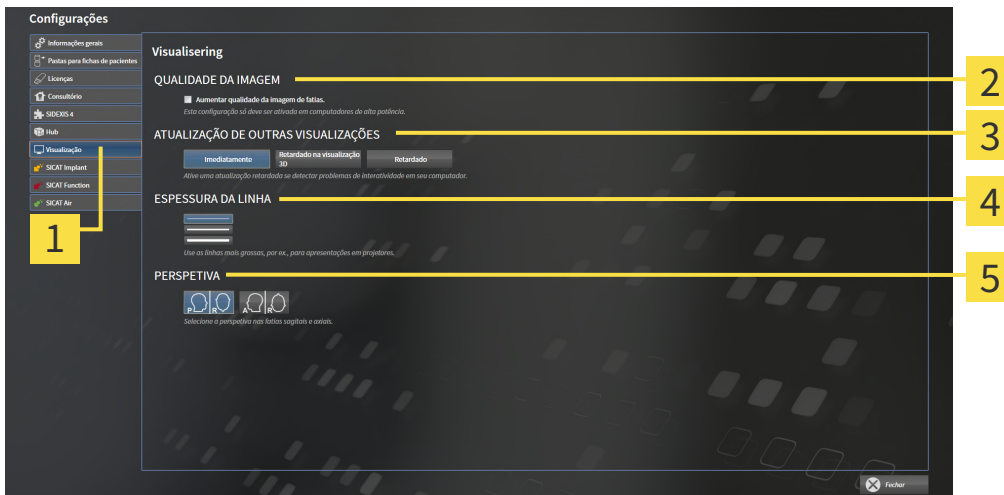 Configurações
Informações gerais
Pastas para fichas de pacientes
Licenças
Consultório
SIDEXIS 4
Hub
Visualização
SICAT Implant
SICAT Function
SICAT Air
1
Visualisering
QUALIDADE DA IMAGEM
Aumentar qualidade da imagem de fatias.
Esta configuração só deve ser ativada em computadores de alta potência.
2
ATUALIZAÇÃO DE OUTRAS VISUALIZAÇÕES
3
Imediatamente
Retardado na visualização
3D
Retardado
Ative uma atualização retardada se detectar problemas de interatividade em seu computador.
ESPESSURA DA LINHA
4
Use as linhas mais grossas, por ex., para apresentações em projetores.
PERSPETIVA
5
P R A R
Selecione a perspetiva nas fatias sagitais e axiais.
Fechar